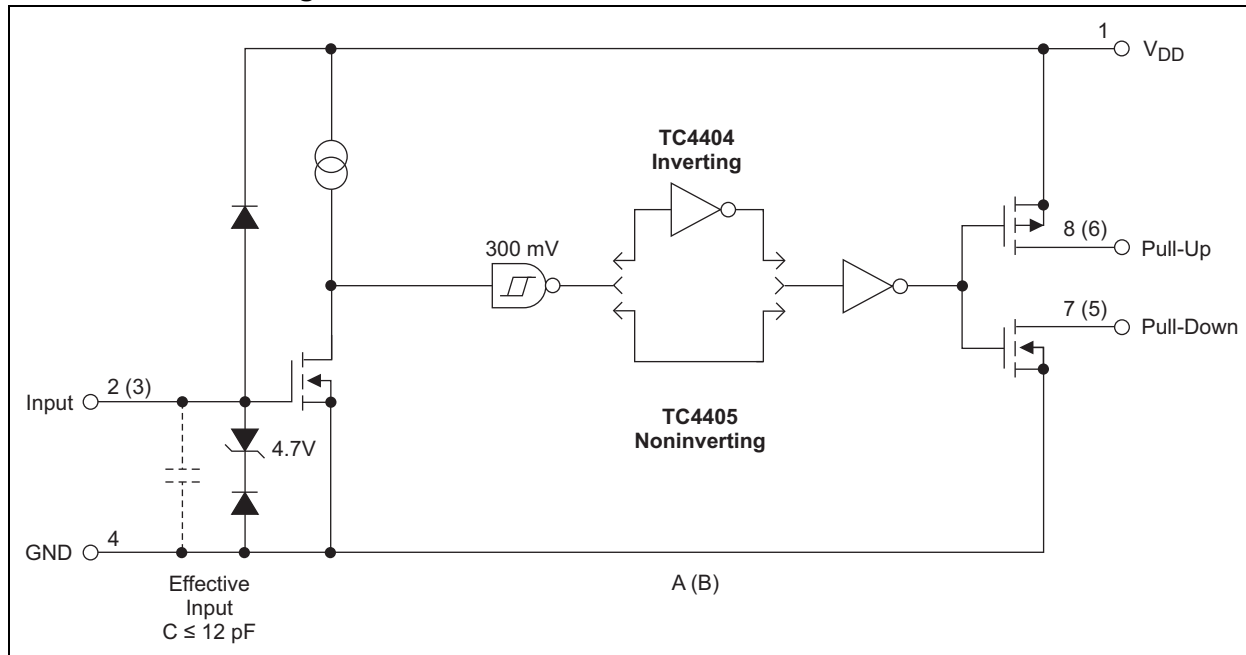 1
V_DD
TC4404
Inverting
300 mV
8 (6)
Pull-Up
7 (5)
Pull-Down
2 (3)
Input
TC4405
Noninverting
4.7V
4
GND
Effective
Input
C ≤ 12 pF
A (B)